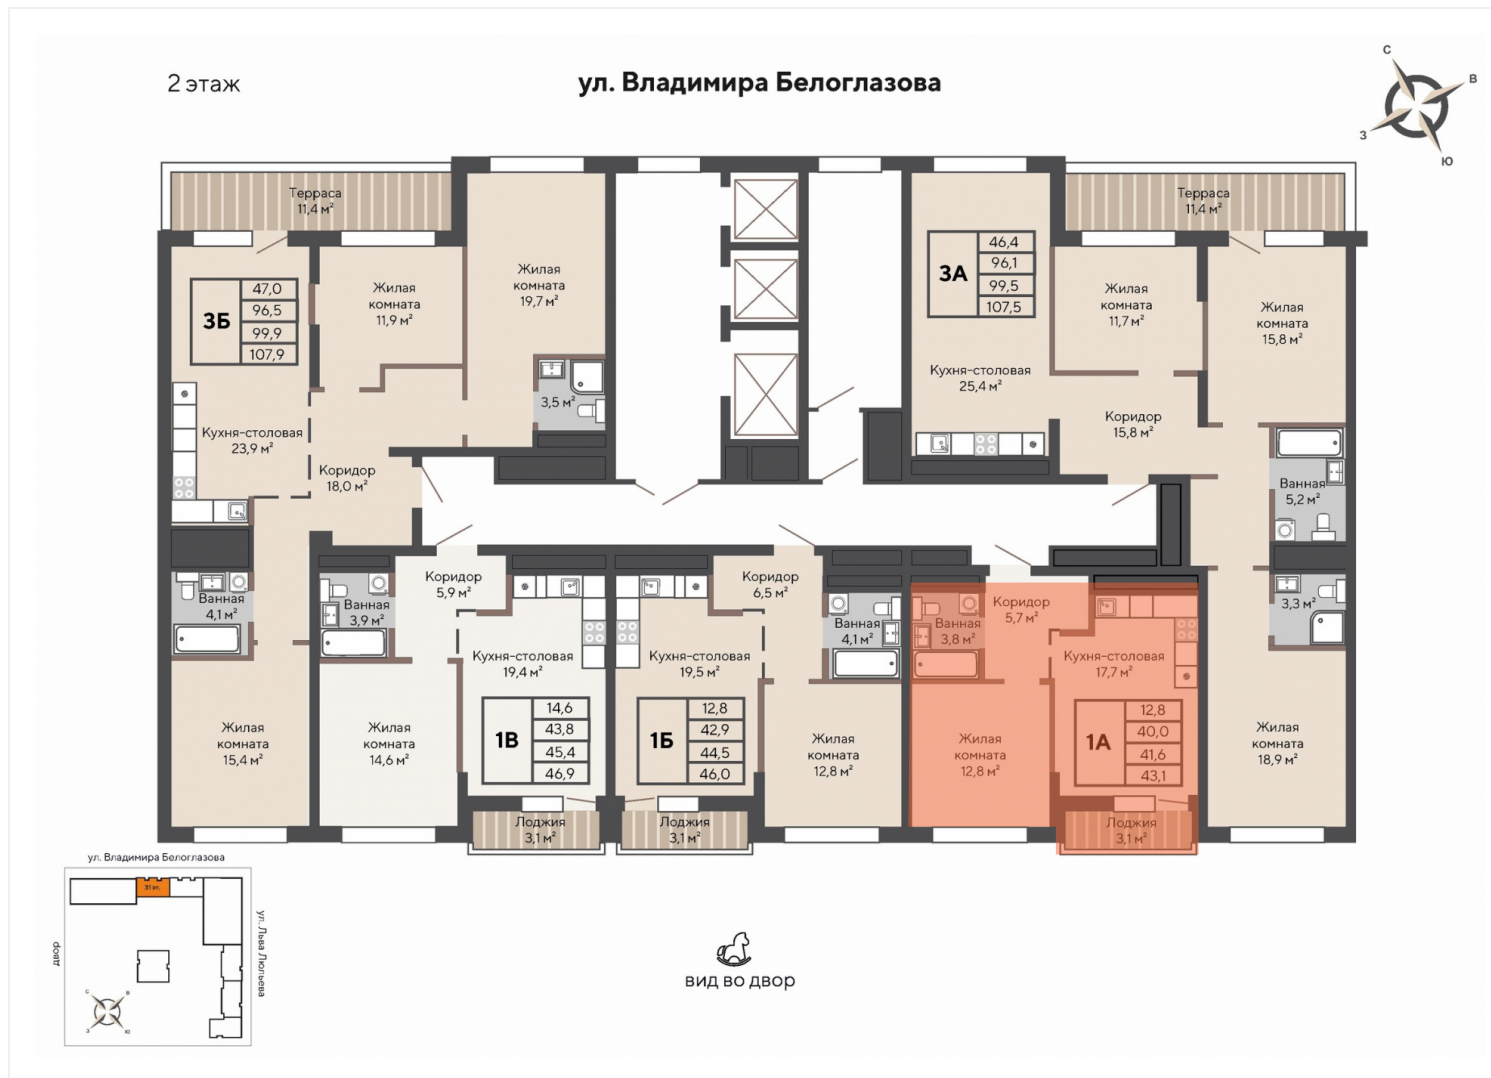 2 этаж
ул. Владимира Белоглазова
С
В
З
Ю
Терраса
11,4 м²
Терраса
11,4 м²
3Б
47,0
96,5
99,9
107,9
Жилая
комната
11,9 м²
Жилая
комната
19,7 м²
3А
46,4
96,1
99,5
107,5
Жилая
комната
11,7 м²
Жилая
комната
15,8 м²
Кухня-столовая
23,9 м²
Коридор
18,0 м²
3,5 м²
Кухня-столовая
25,4 м²
Коридор
15,8 м²
Ванная
5,2 м²
Ванная
4,1 м²
Ванная
3,9 м²
Коридор
5,9 м²
Коридор
6,5 м²
Ванная
4,1 м²
Ванная
3,8 м²
Коридор
5,7 м²
3,3 м²
Кухня-столовая
19,4 м²
Кухня-столовая
19,5 м²
Кухня-столовая
17,7 м²
Жилая
комната
15,4 м²
Жилая
комната
14,6 м²
1В
14,6
43,8
45,4
46,9
1Б
12,8
42,9
44,5
46,0
Жилая
комната
12,8 м²
Жилая
комната
12,8 м²
1А
12,8
40,0
41,6
43,1
Жилая
комната
18,9 м²
Лоджия
3,1 м²
Лоджия
3,1 м²
Лоджия
3,1 м²
ул. Владимира Белоглазова
31 эт.
двор
ул. Льва Люльева
С
В
З
Ю
вид во двор